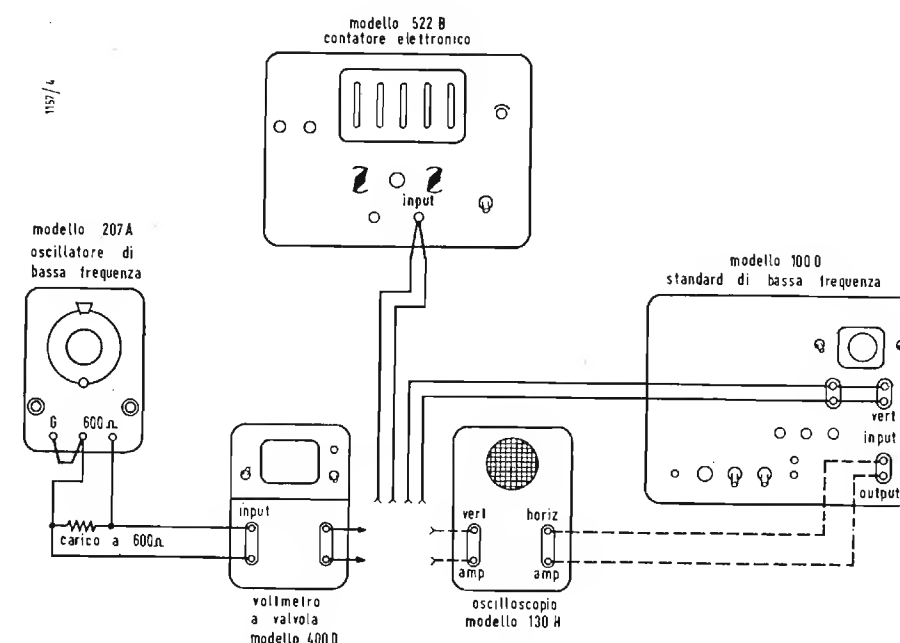 modello 522 B
contatore elettronico
1157/4
input
modello 207A
oscillatore di
bassa frequenza
G 600 Ω
modello 100 D
standard di bassa frequenza
vert
input
output
input
carico a 600Ω
vert horiz
amp amp
voltmetro
a valvola
modello 400 D
oscilloscopio
modello 130 H